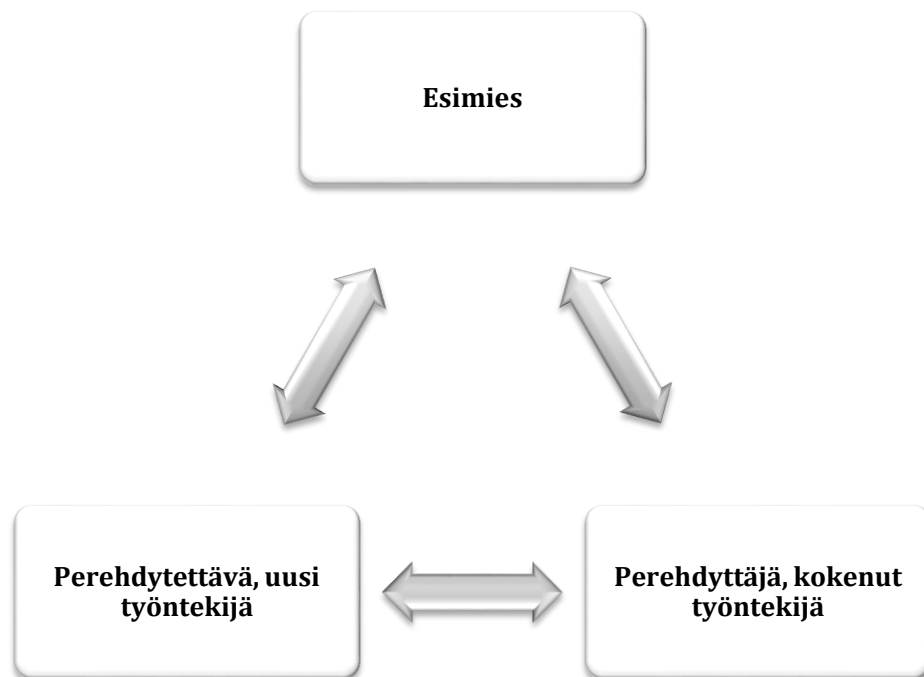 Esimies
Perehdytettävä, uusi
työntekijä
Perehdyttäjä, kokenut
työntekijä